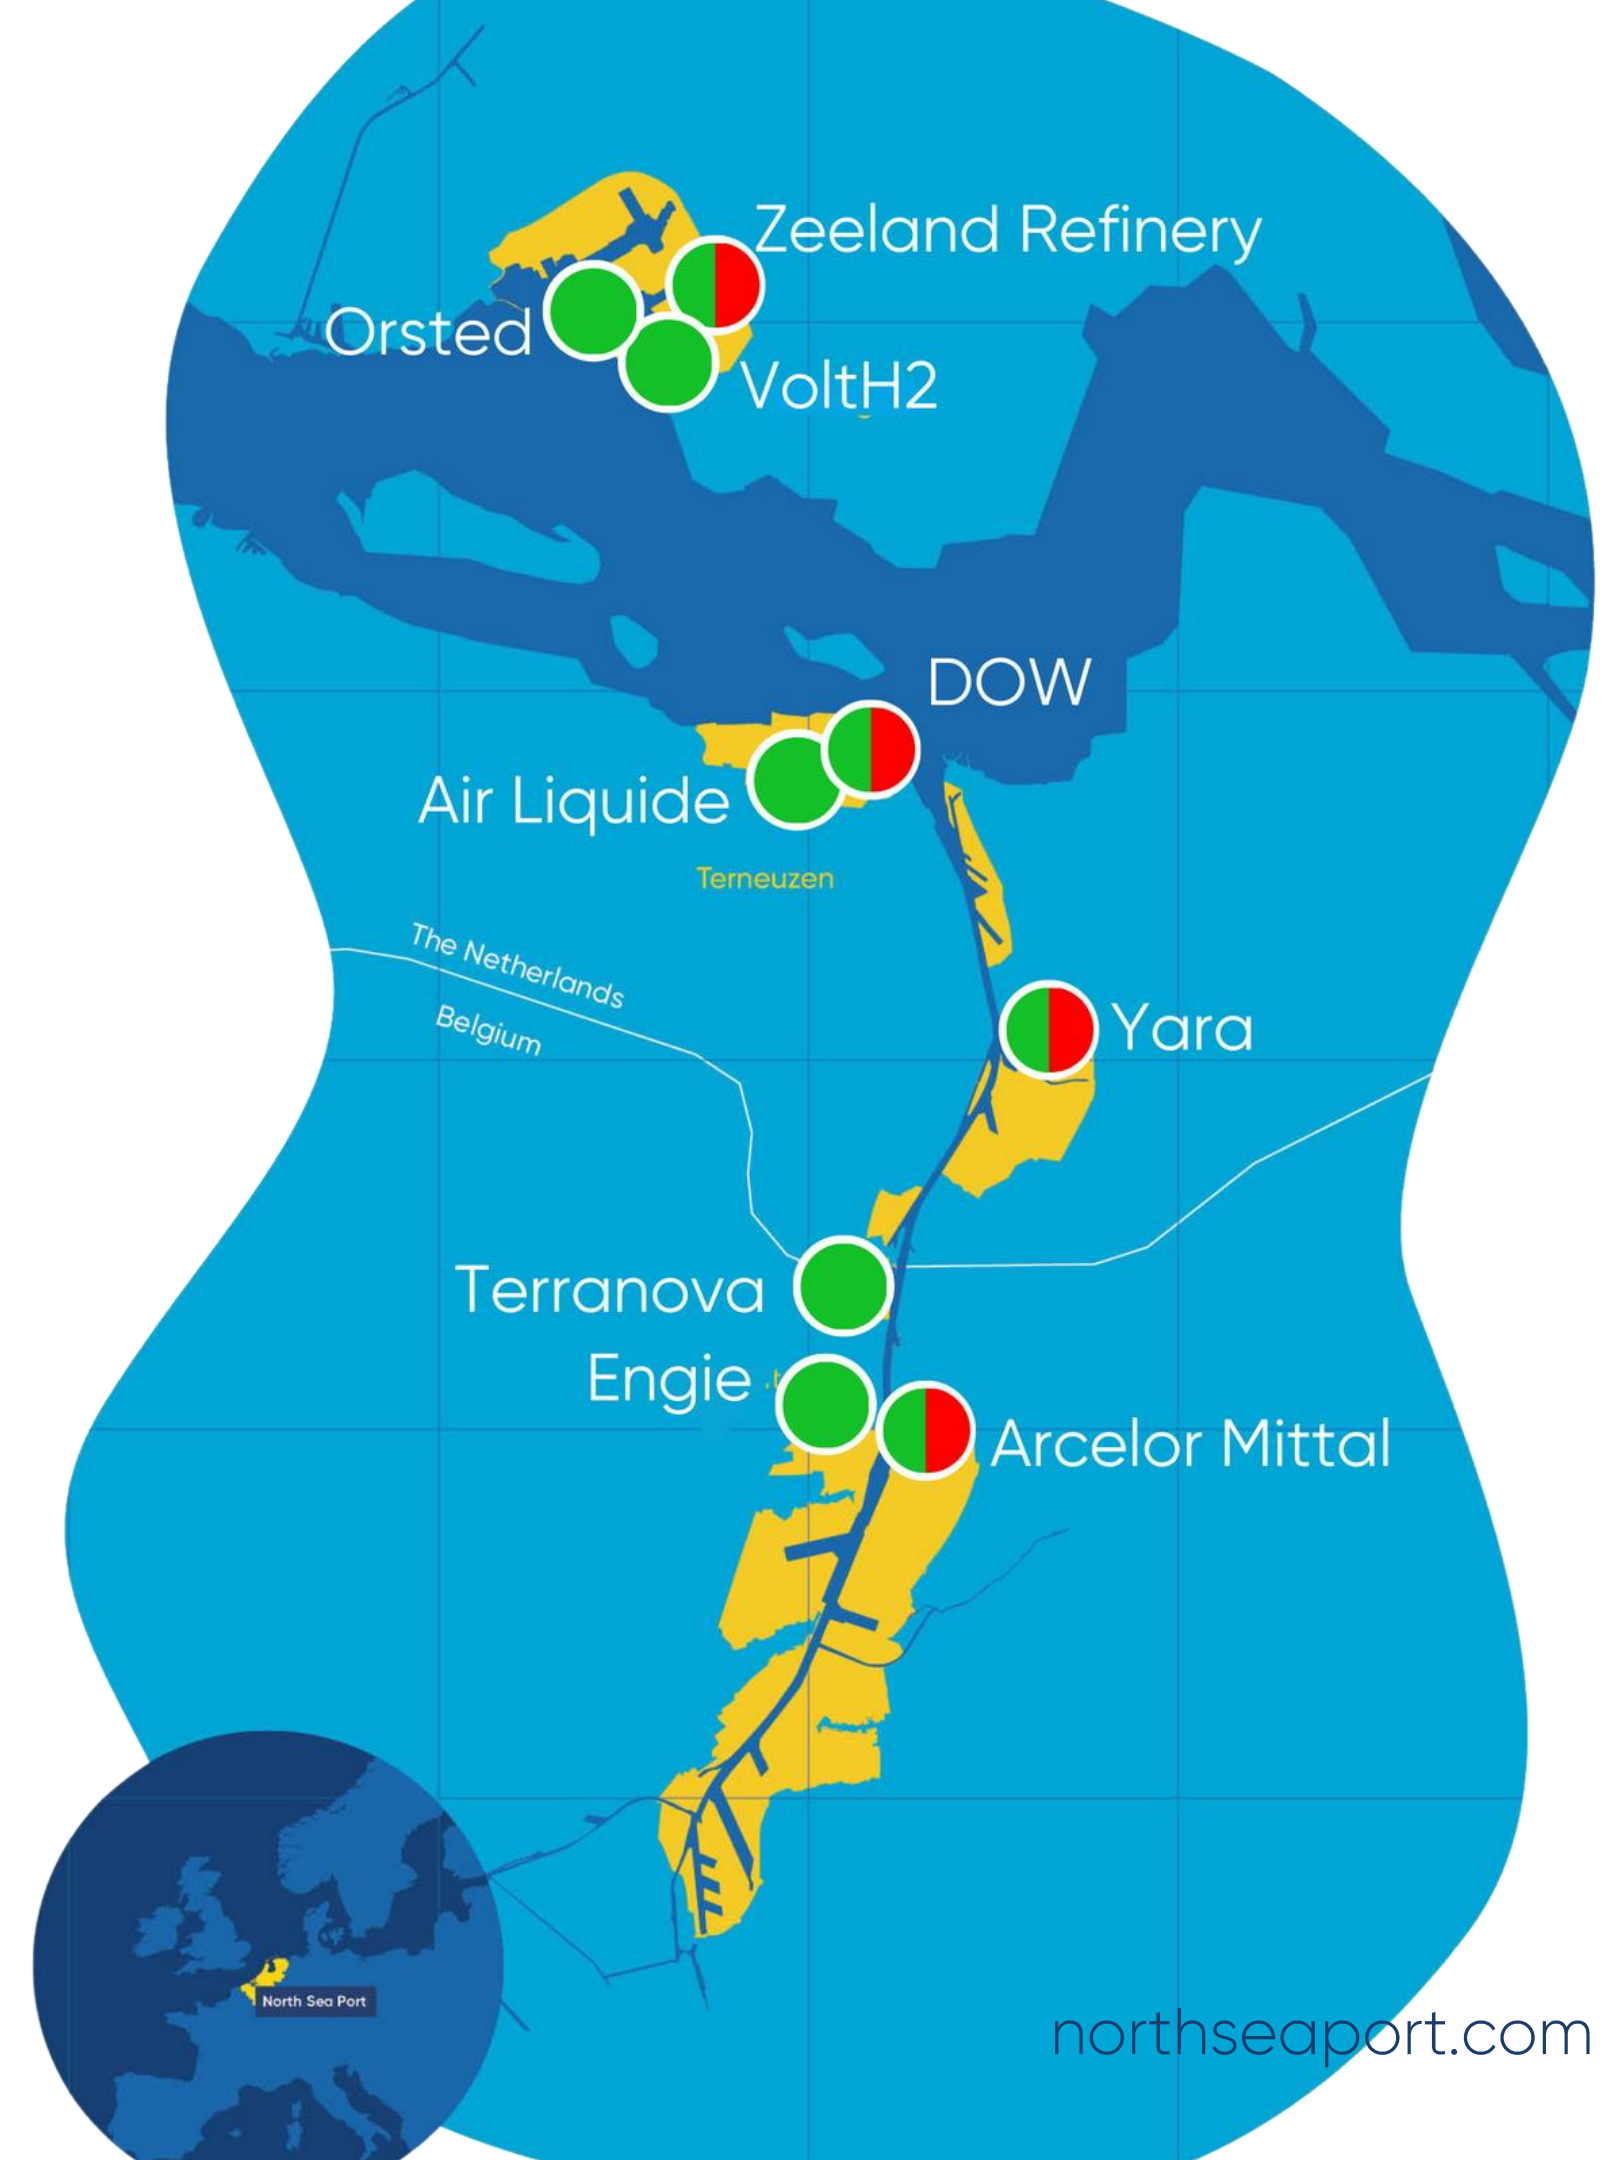 Zeeland Refinery
Orsted
VoltH2
DOW
Air Liquide
Terneuzen
The Netherlands
Belgium
Yara
Terranova
Engie
Arcelor Mittal
North Sea Port
northseaport.com